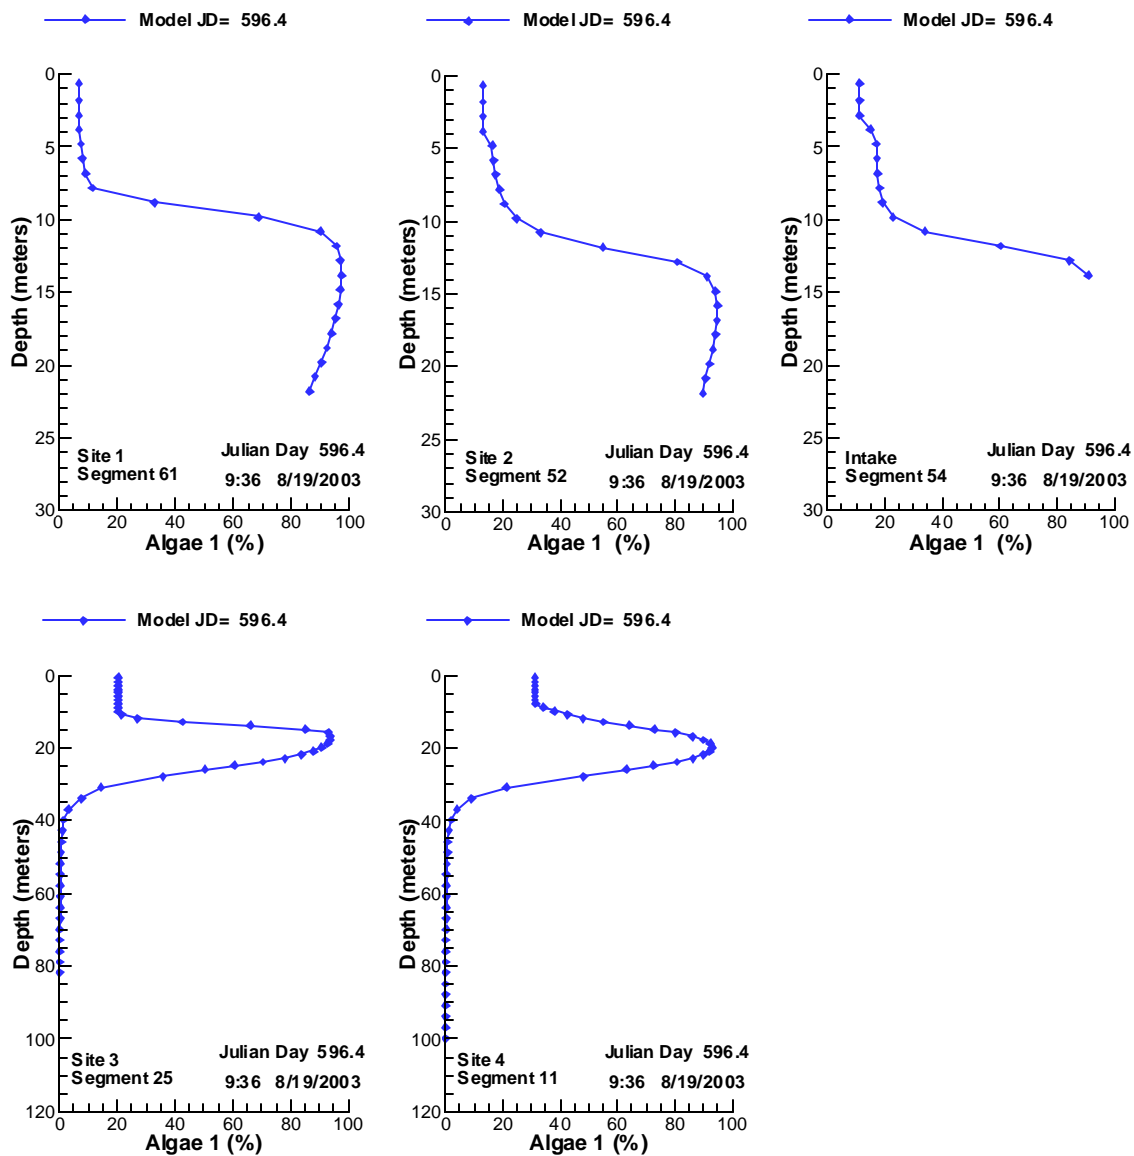 Model JD= 596.4
Model JD= 596.4
Model JD= 596.4
0
5
10
15
20
25
30
Depth (meters)
Site 1
Segment 61
Julian Day 596.4
9:36 8/19/2003
0 20 40 60 80 100
Algae 1 (%)
0
5
10
15
20
25
30
Depth (meters)
Site 2
Segment 52
Julian Day 596.4
9:36 8/19/2003
0 20 40 60 80 100
Algae 1 (%)
0
5
10
15
20
25
30
Depth (meters)
Intake
Segment 54
Julian Day 596.4
9:36 8/19/2003
0 20 40 60 80 100
Algae 1 (%)
Model JD= 596.4
Model JD= 596.4
0
20
40
60
80
100
120
Depth (meters)
Site 3
Segment 25
Julian Day 596.4
9:36 8/19/2003
0 20 40 60 80 100
Algae 1 (%)
0
20
40
60
80
100
120
Depth (meters)
Site 4
Segment 11
Julian Day 596.4
9:36 8/19/2003
0 20 40 60 80 100
Algae 1 (%)